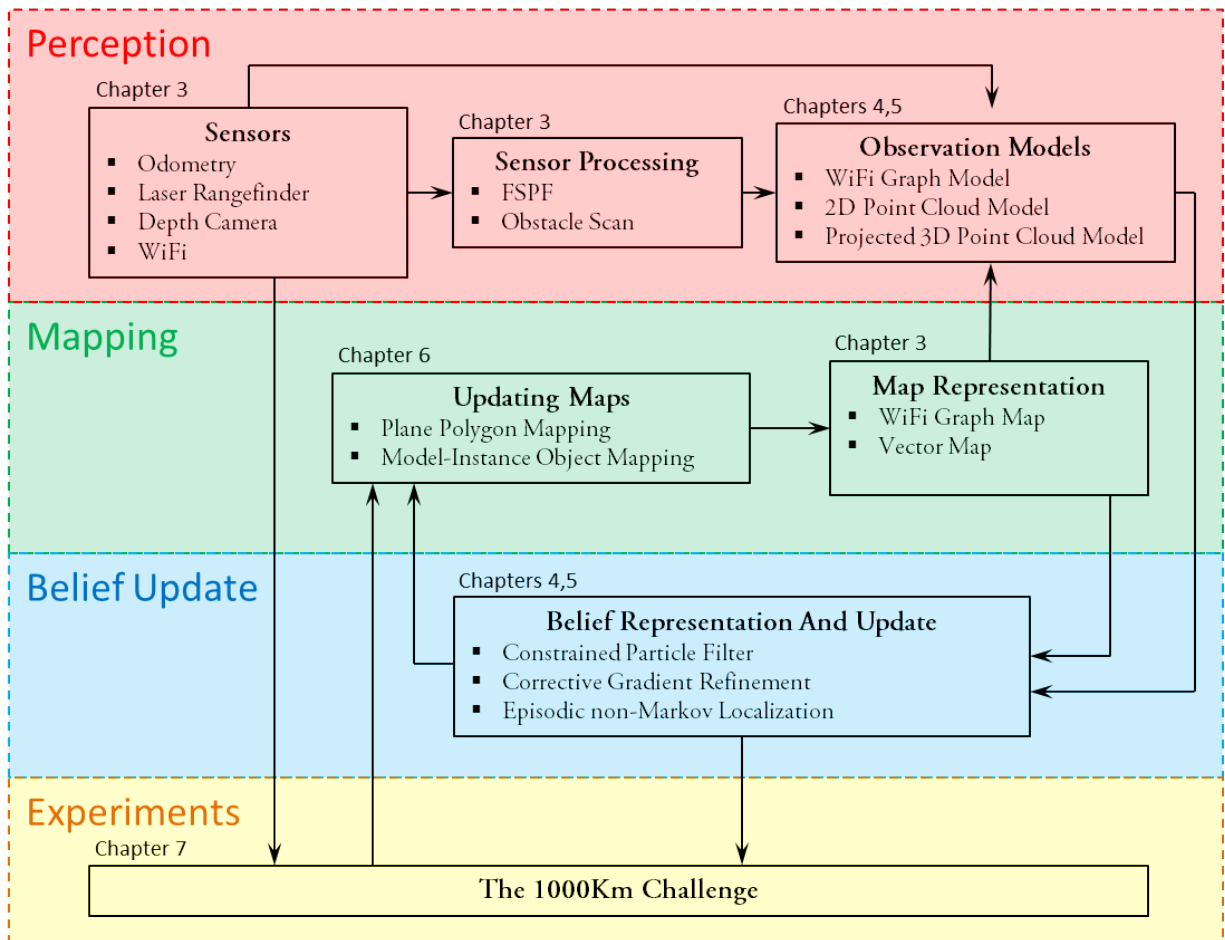 Perception
Chapter 3
Sensors
▪ Odometry
▪ Laser Rangefinder
▪ Depth Camera
▪ WiFi
Chapter 3
Sensor Processing
▪ FSPF
▪ Obstacle Scan
Chapters 4,5
Observation Models
▪ WiFi Graph Model
▪ 2D Point Cloud Model
▪ Projected 3D Point Cloud Model
Mapping
Chapter 6
Updating Maps
▪ Plane Polygon Mapping
▪ Model-Instance Object Mapping
Chapter 3
Map Representation
▪ WiFi Graph Map
▪ Vector Map
Belief Update
Chapters 4,5
Belief Representation And Update
▪ Constrained Particle Filter
▪ Corrective Gradient Refinement
▪ Episodic non-Markov Localization
Experiments
Chapter 7
The 1000Km Challenge